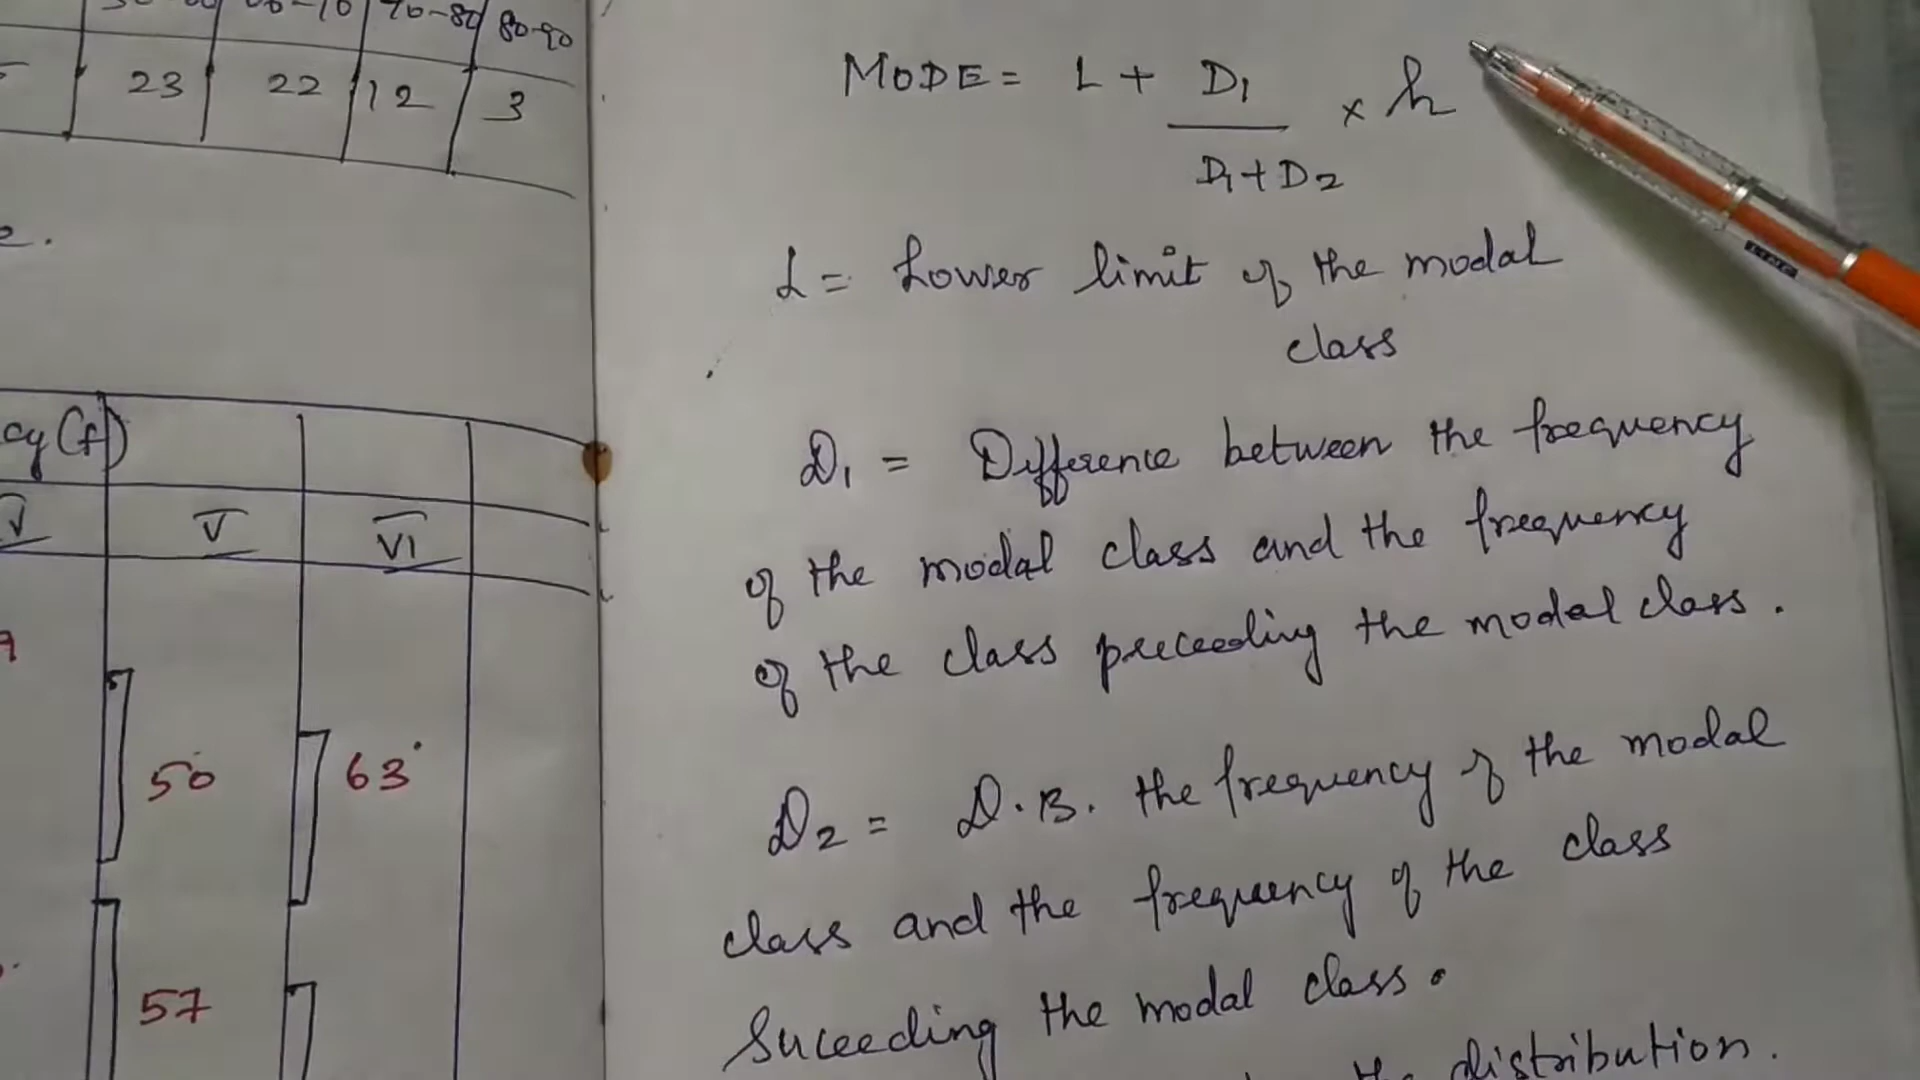 70-80 80-90
23 22 12 3
cy(f)
V VI
50 63
57
MODE = L + D1
× h
D1+D2
L = Lower limit of the modal
class
D1 = Difference between the frequency
of the modal class and the frequency
of the class preceeding the modal class.
D2 = D.B. the frequency of the modal
class and the frequency of the class
Suceeding the modal class.
distribution.